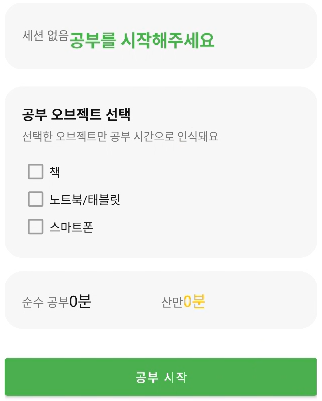 세션 없음 공부를 시작해주세요
공부 오브젝트 선택
선택한 오브젝트만 공부 시간으로 인식돼요
책
노트북/태블릿
스마트폰
순수 공부 0분 산만 0분
공부 시작